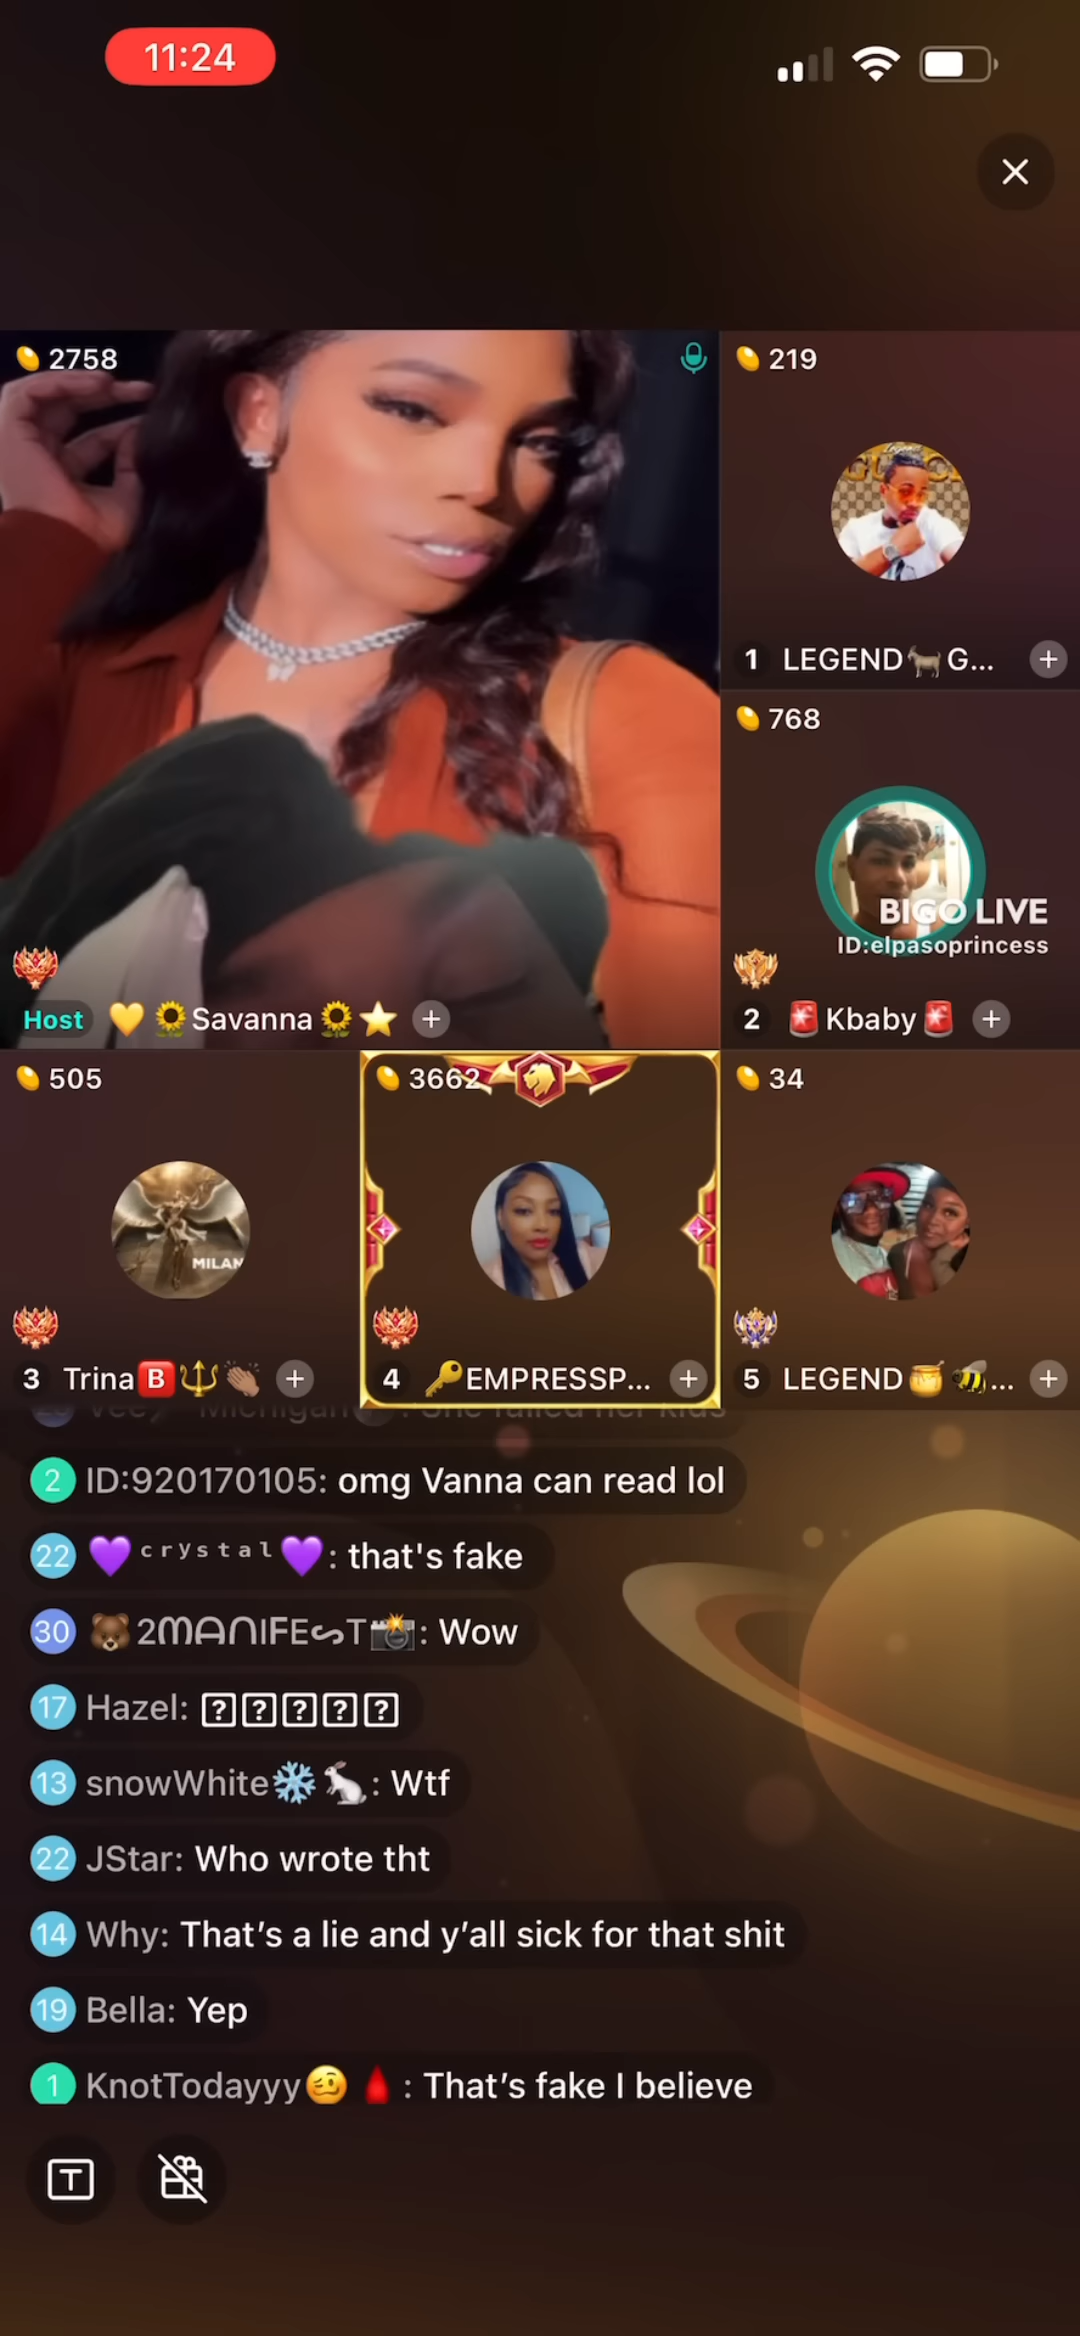 11:24
2758
219
1 LEGEND🐐G...
768
BIGO LIVE
ID:elpasoprincess
Host 💛🌻Savanna🌻⭐
2 🚨Kbaby🚨
505
3662
34
MILAN
3 Trina🅱️🔱👏🏽
4 🔑EMPRESSP...
5 LEGEND🍯🐝...
2 ID:920170105: omg Vanna can read lol
22 💜ᶜʳʸˢᵗᵃˡ💜: that's fake
30 🐻2ᗰᗩᑎIFEᔕT📸: Wow
17 Hazel: ⍰⍰⍰⍰⍰
13 snowWhite❄️🐇: Wtf
22 JStar: Who wrote tht
14 Why: That’s a lie and y’all sick for that shit
19 Bella: Yep
1 KnotTodayyy🥴🩸: That’s fake I believe
T